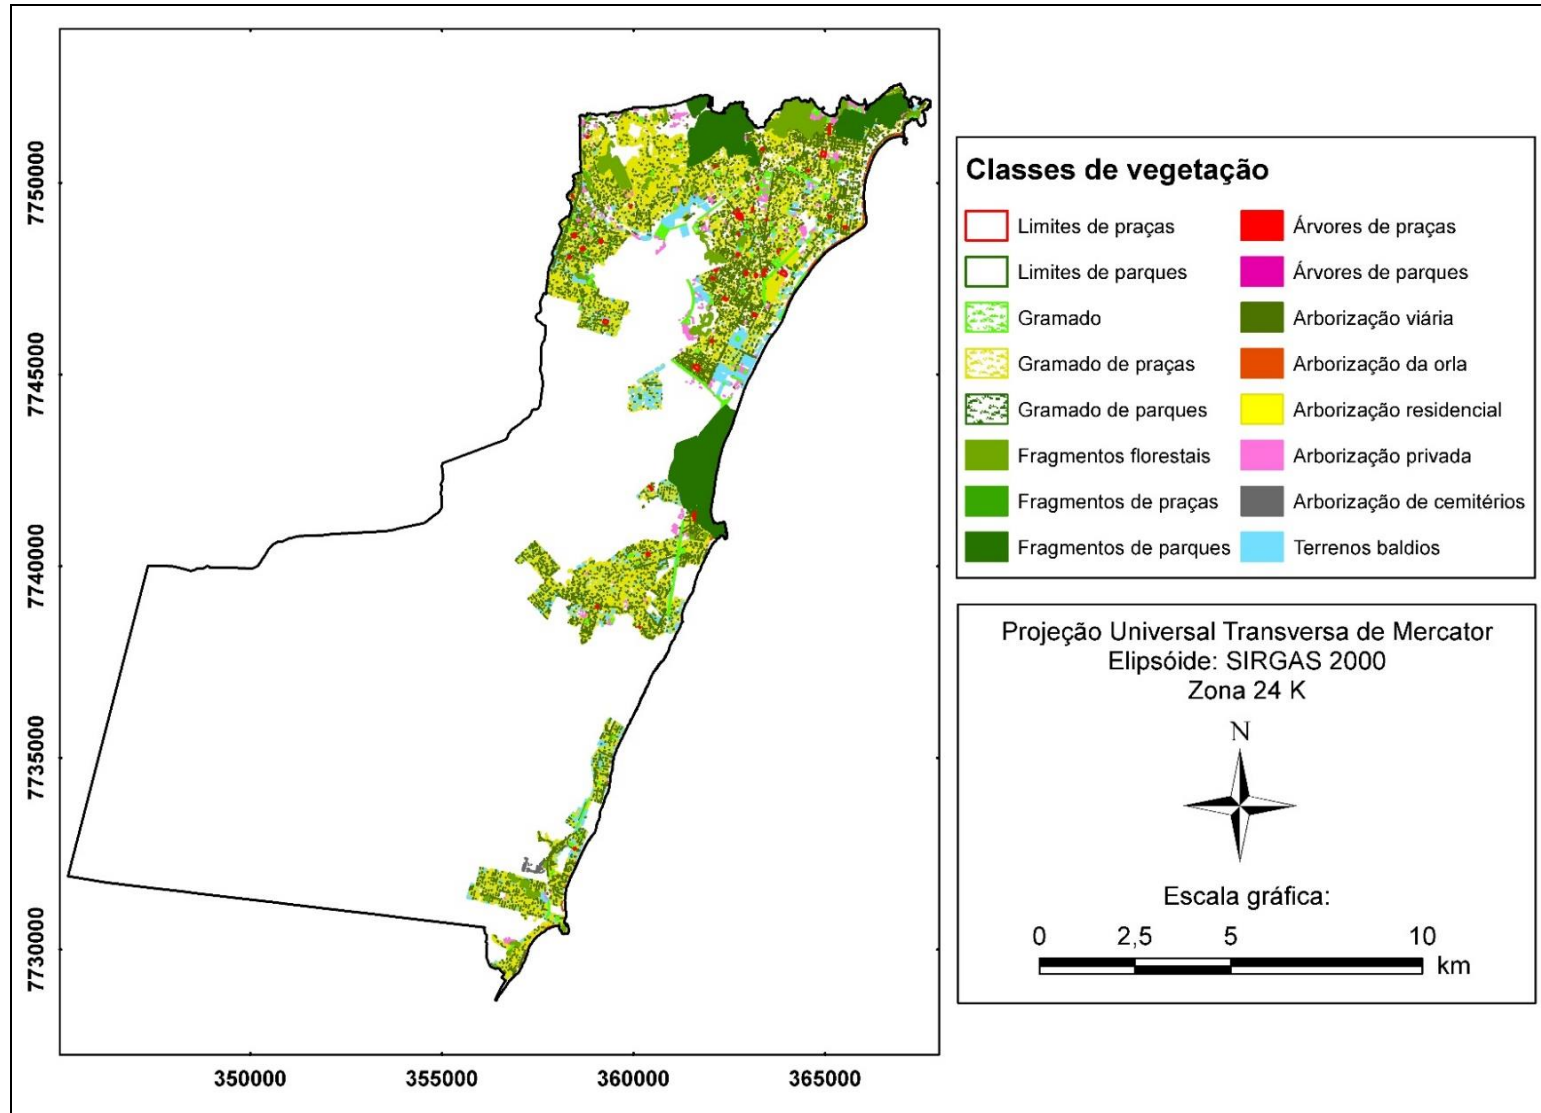 7750000
7745000
7740000
7735000
7730000
350000
355000
360000
365000
Classes de vegetação
Limites de praças
Limites de parques
Gramado
Gramado de praças
Gramado de parques
Fragmentos florestais
Fragmentos de praças
Fragmentos de parques
Árvores de praças
Árvores de parques
Arborização viária
Arborização da orla
Arborização residencial
Arborização privada
Arborização de cemitérios
Terrenos baldios
Projeção Universal Transversa de Mercator
Elipsóide: SIRGAS 2000
Zona 24 K
N
Escala gráfica:
0 2,5 5 10
km